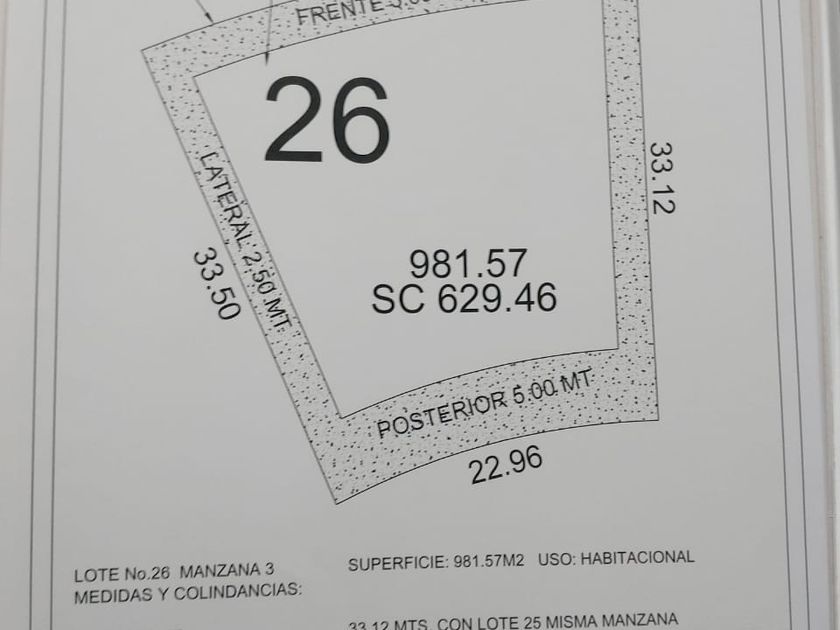 FRENTE
26
LATERAL 2.50 MT.
33.50
33.12
981.57
SC 629.46
POSTERIOR 5.00 MT
22.96
LOTE No.26 MANZANA 3
MEDIDAS Y COLINDANCIAS:
SUPERFICIE: 981.57M2 USO: HABITACIONAL
33.12 MTS. CON LOTE 25 MISMA MANZANA